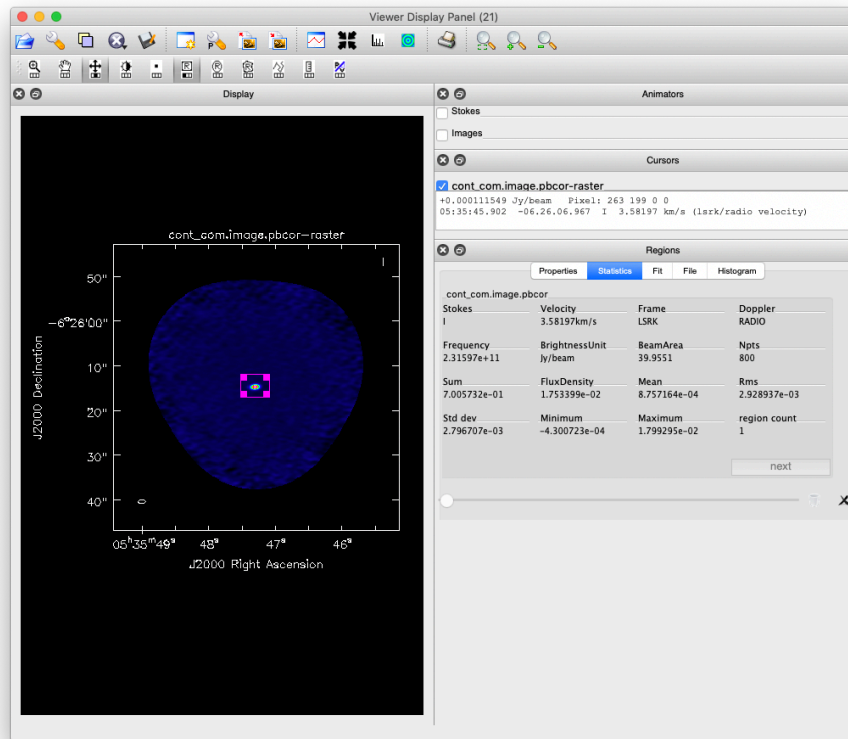 Viewer Display Panel (21)
Display
cont_com.image.pbcor-raster
50"
-6°26'00"
10"
20"
30"
40"
J2000 Declination
05ʰ35ᵐ49ˢ 48ˢ 47ˢ 46ˢ
J2000 Right Ascension
I
Animators
Stokes
Images
Cursors
cont_com.image.pbcor-raster
+0.000111549 Jy/beam Pixel: 263 199 0 0
05:35:45.902 -06.26.06.967 I 3.58197 km/s (lsrk/radio velocity)
Regions
Properties Statistics Fit File Histogram
cont_com.image.pbcor
Stokes Velocity Frame Doppler
I 3.58197km/s LSRK RADIO
Frequency BrightnessUnit BeamArea Npts
2.31597e+11 Jy/beam 39.9551 800
Sum FluxDensity Mean Rms
7.005732e-01 1.753399e-02 8.757164e-04 2.928937e-03
Std dev Minimum Maximum region count
2.796707e-03 -4.300723e-04 1.799295e-02 1
next